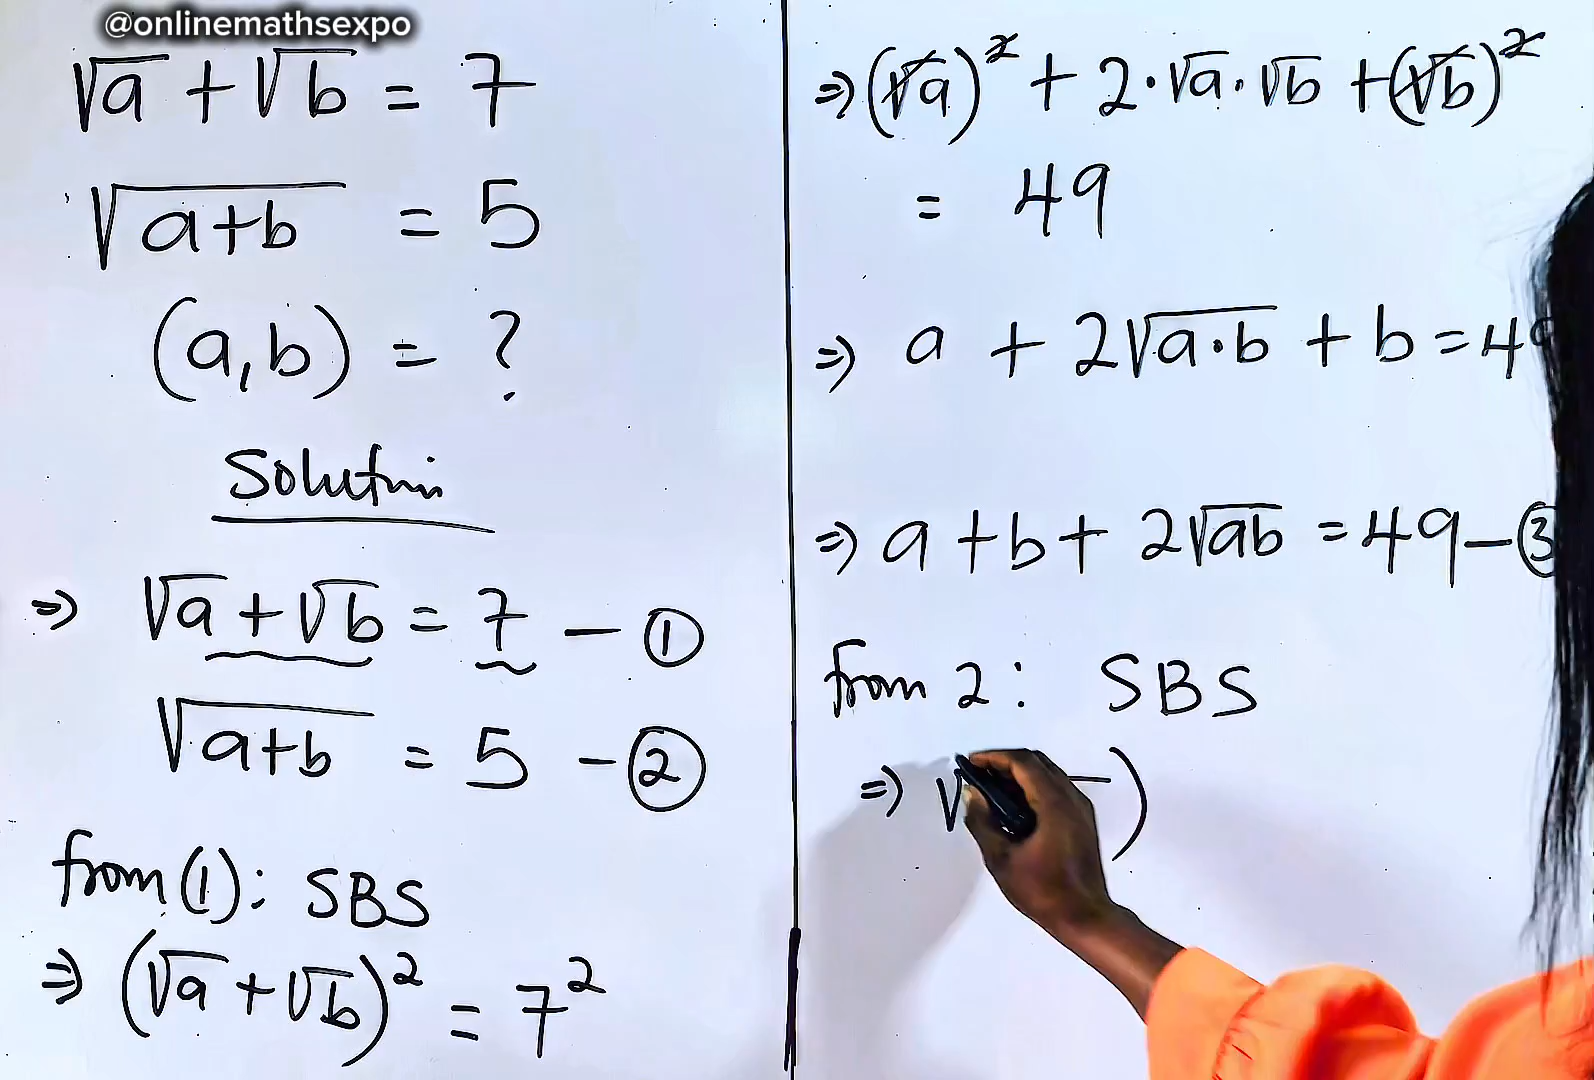 @onlinemathsexpo
√a + √b = 7
√(a+b) = 5
(a,b) = ?
Solution
⇒ √a + √b = 7 — ①
√(a+b) = 5 — ②
from (1): SBS
⇒ (√a + √b)² = 7²
⇒ (√a)² + 2·√a·√b + (√b)²
= 49
⇒ a + 2√(a·b) + b = 49
⇒ a + b + 2√(ab) = 49 — ③
from 2: SBS
⇒ √ )